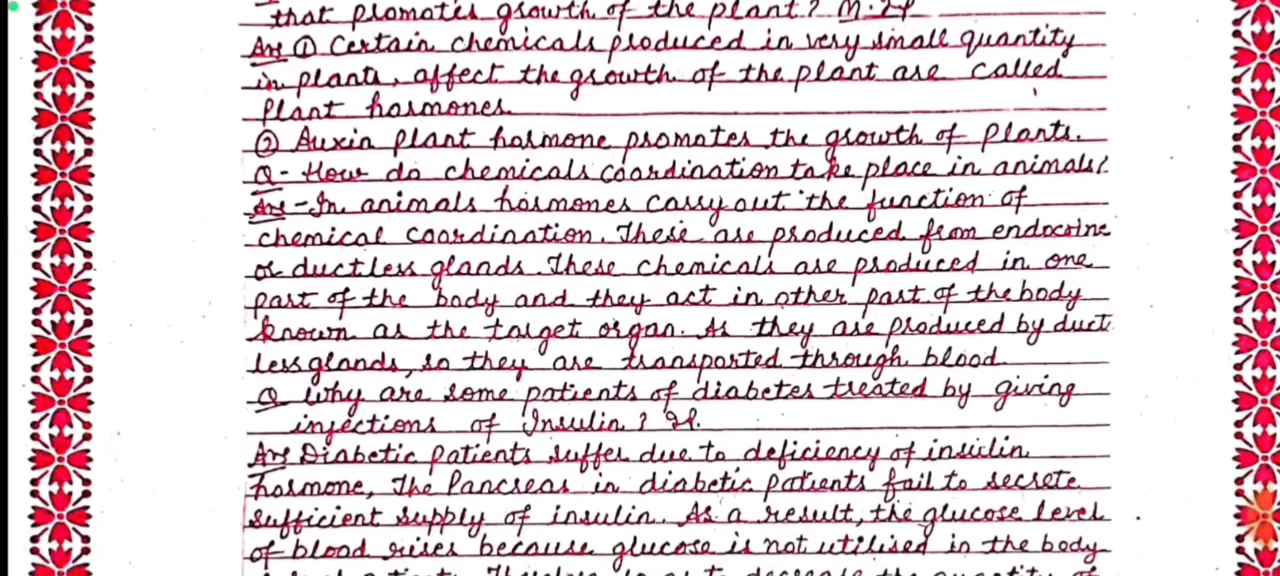 that promotes growth of the plant?
Ans ① Certain chemicals produced in very small quantity
in plants, affect the growth of the plant are called
Plant hormones.
② Auxin Plant hormone promotes the growth of Plants.
Q- How do chemicals coordination take place in animals?
Ans - In animals hormones carry out the function of
chemical coordination. These are produced from endocrine
or ductless glands. These chemicals are produced in one
part of the body and they act in other part of the body
known as the target organ. As they are produced by duct
less glands, so they are transported through blood.
Q Why are some patients of diabetes treated by giving
injections of Insulin?
Ans Diabetic patients suffer due to deficiency of insulin
hormone, The Pancreas in diabetic patients fail to secrete
sufficient supply of insulin. As a result, the glucose level
of blood rises because glucose is not utilised in the body